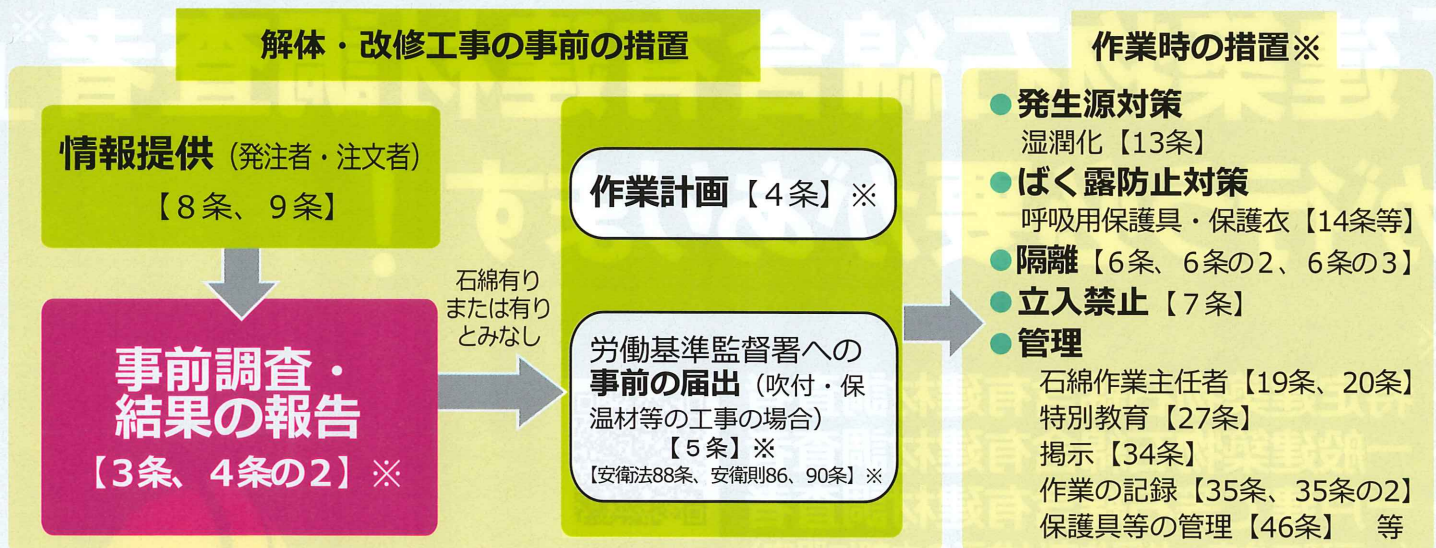 解体・改修工事の事前の措置
情報提供（発注者・注文者）
【８条、９条】
事前調査・
結果の報告
【３条、４条の２】※
石綿有り
または有り
とみなし
作業計画【４条】※
労働基準監督署への
事前の届出（吹付・保
温材等の工事の場合）
【５条】※
【安衛法88条、安衛則86、90条】※
作業時の措置※
●発生源対策
湿潤化【13条】
●ばく露防止対策
呼吸用保護具・保護衣【14条等】
●隔離【６条、６条の２、６条の３】
●立入禁止【７条】
●管理
石綿作業主任者【19条、20条】
特別教育【27条】
掲示【34条】
作業の記録【35条、35条の2】
保護具等の管理【46条】　等